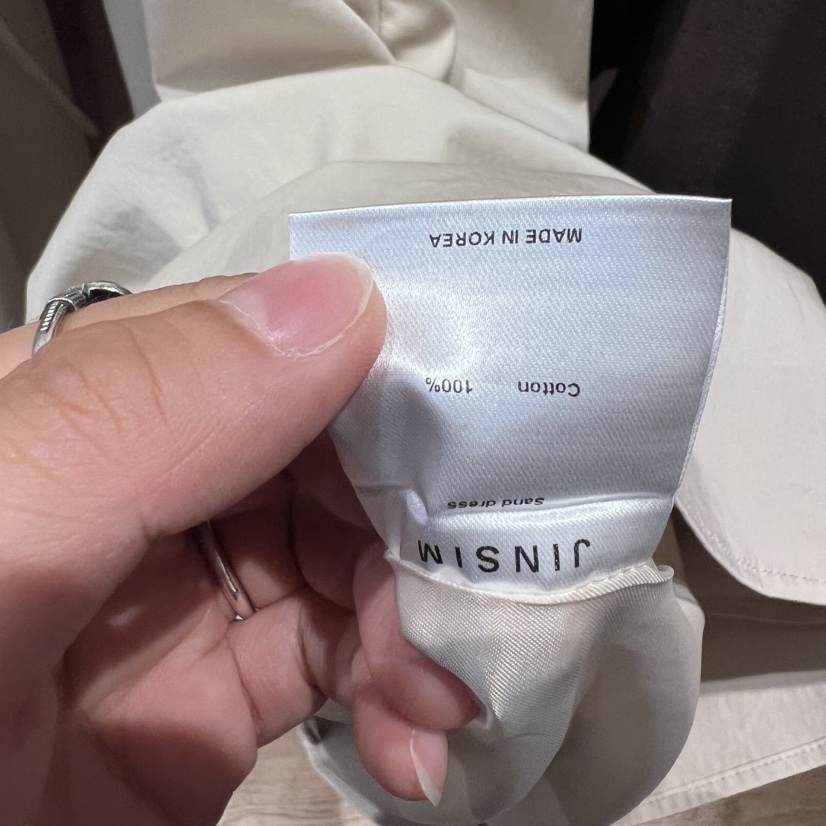 JINSIM
Sand dress
Cotton 100%
MADE IN KOREA